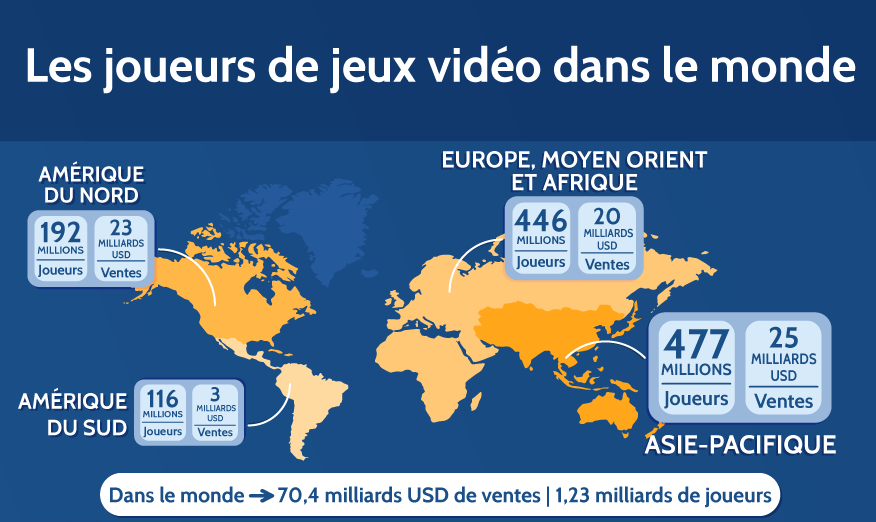 Les joueurs de jeux vidéo dans le monde
AMÉRIQUE
DU NORD
192
MILLIONS
Joueurs
23
MILLIARDS
USD
Ventes
EUROPE, MOYEN ORIENT
ET AFRIQUE
446
MILLIONS
Joueurs
20
MILLIARDS
USD
Ventes
AMÉRIQUE
DU SUD
116
MILLIONS
Joueurs
3
MILLIARDS
USD
Ventes
477
MILLIONS
Joueurs
25
MILLIARDS
USD
Ventes
ASIE-PACIFIQUE
Dans le monde → 70,4 milliards USD de ventes | 1,23 milliards de joueurs